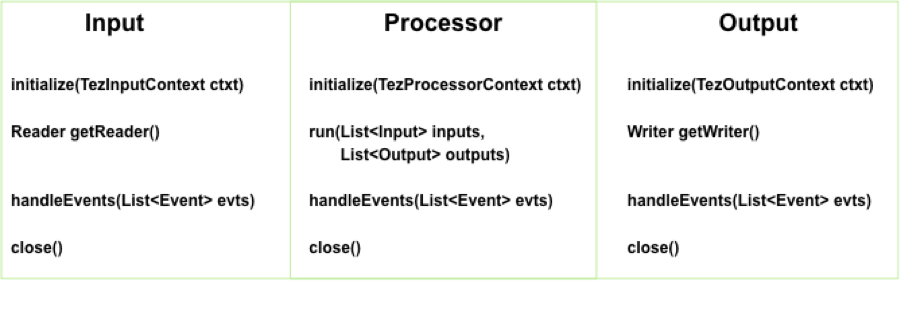 Input
initialize(TezInputContext ctxt)
Reader getReader()
handleEvents(List<Event> evts)
close()
Processor
initialize(TezProcessorContext ctxt)
run(List<Input> inputs,
List<Output> outputs)
handleEvents(List<Event> evts)
close()
Output
initialize(TezOutputContext ctxt)
Writer getWriter()
handleEvents(List<Event> evts)
close()